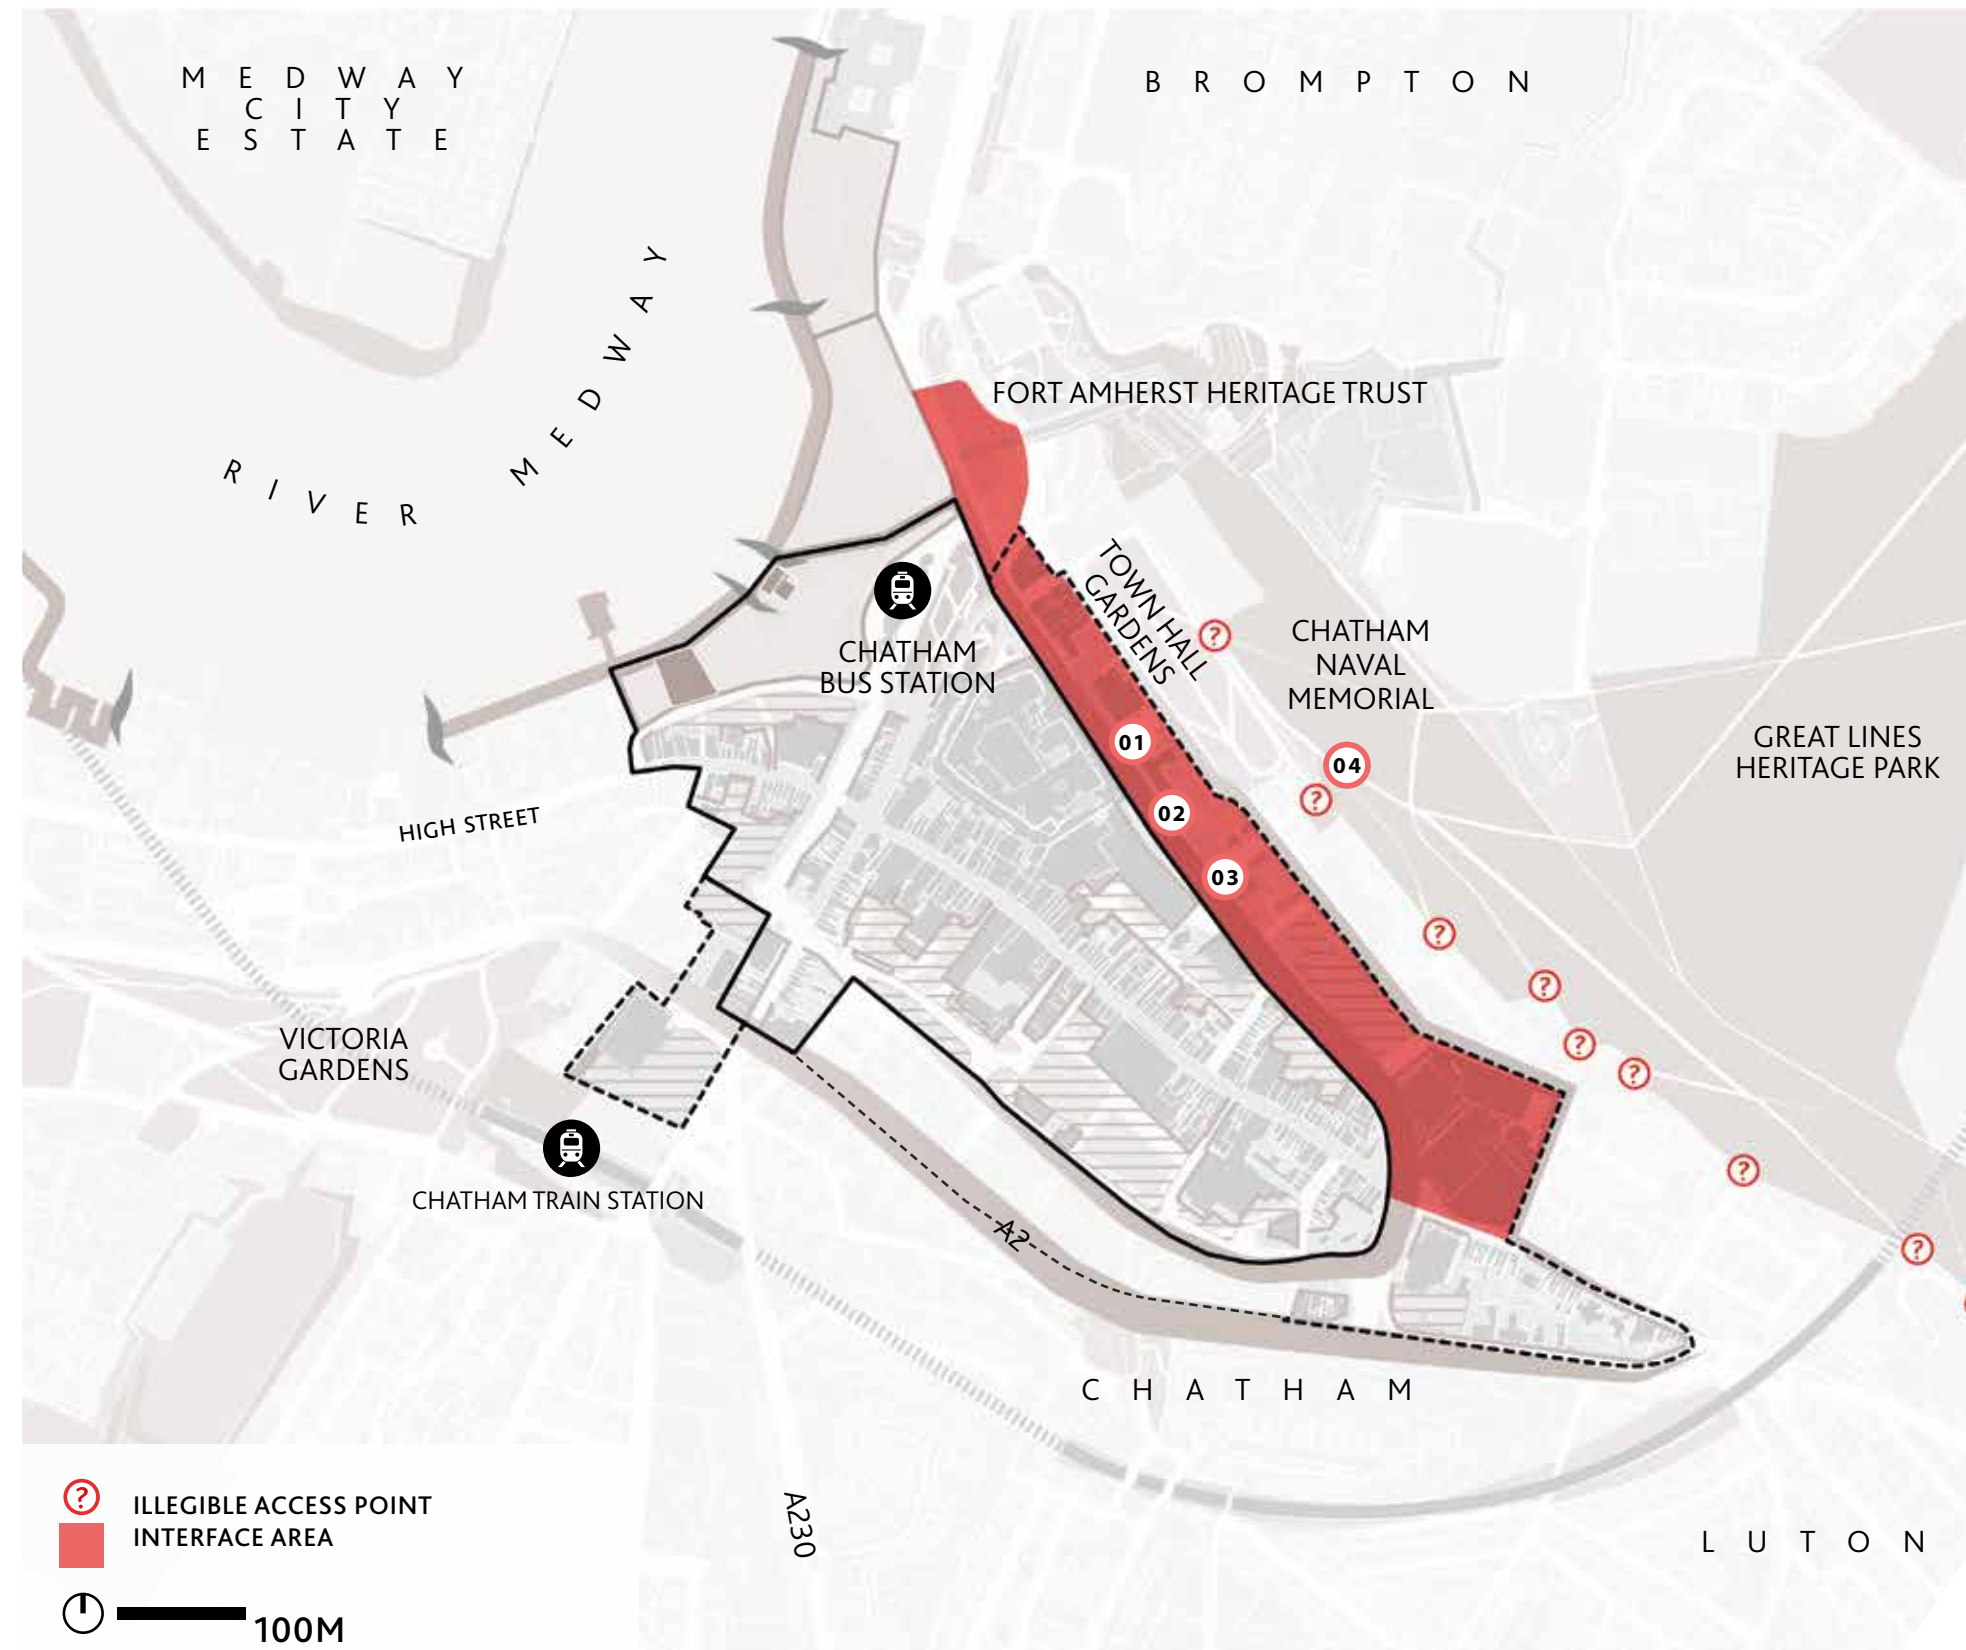 MEDWAY
CITY
ESTATE
BROMPTON
RIVER MEDWAY
FORT AMHERST HERITAGE TRUST
TOWN HALL
GARDENS
?
CHATHAM
NAVAL
MEMORIAL
CHATHAM
BUS STATION
GREAT LINES
HERITAGE PARK
01
04
?
02
HIGH STREET
03
?
?
?
?
VICTORIA
GARDENS
?
CHATHAM TRAIN STATION
A2
?
CHATHAM
? ILLEGIBLE ACCESS POINT
INTERFACE AREA
A230
LUTON
100M